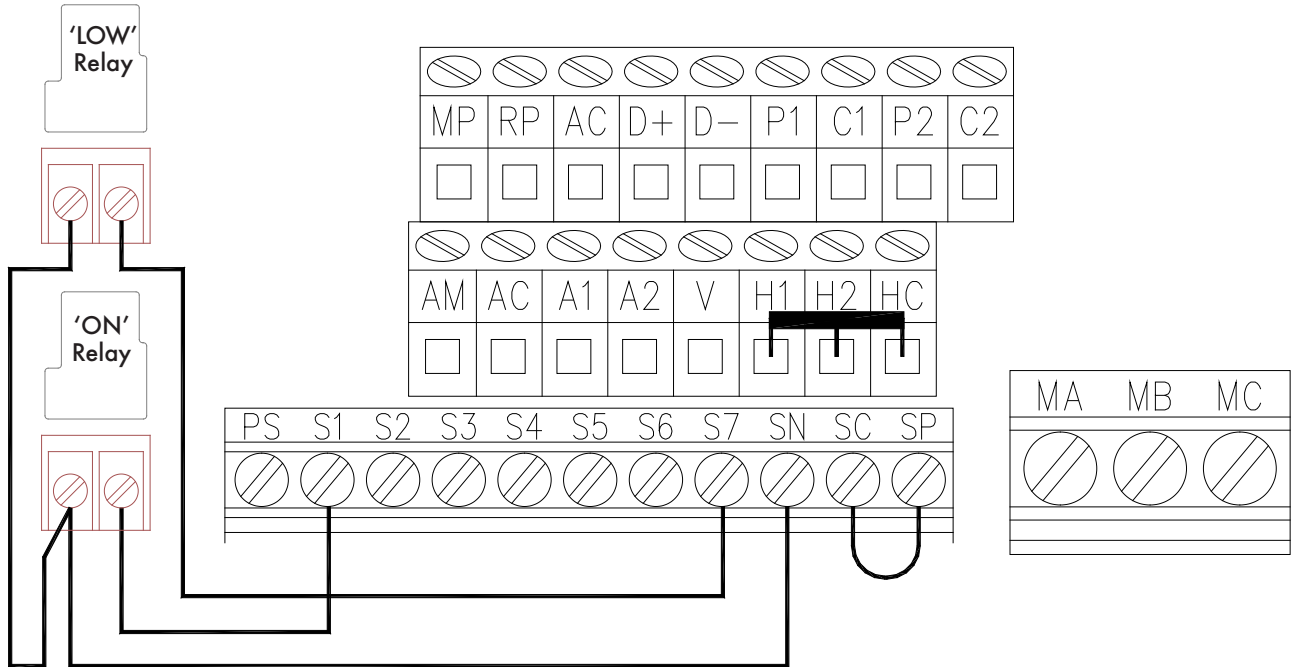 ‘LOW’
Relay
MP RP AC D+ D- P1 C1 P2 C2
AM AC A1 A2 V H1 H2 HC
‘ON’
Relay
PS S1 S2 S3 S4 S5 S6 S7 SN SC SP
MA MB MC